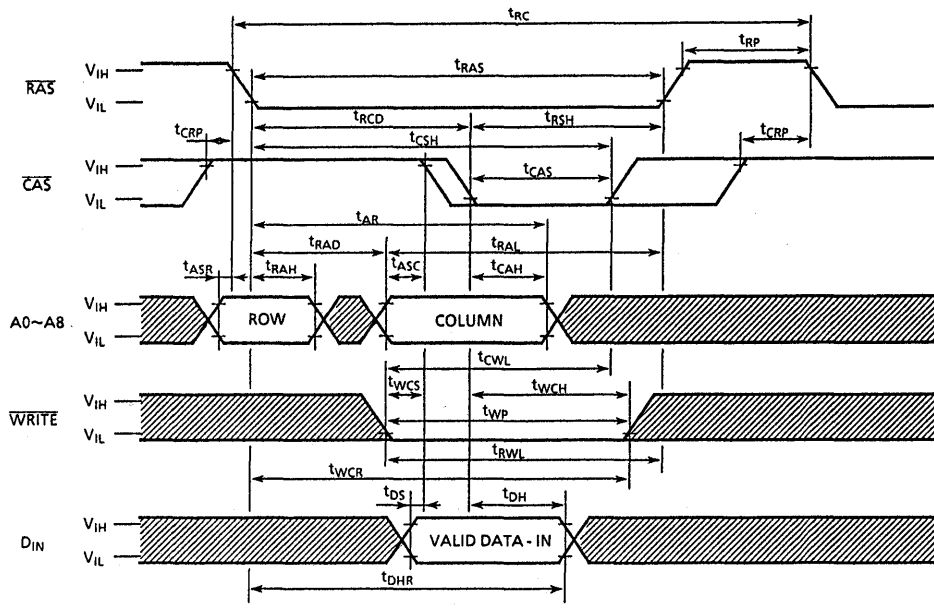 tRC
tRP
RAS
VIH
VIL
tRAS
tRCD
tRSH
tCRP
tCSH
tCRP
CAS
VIH
VIL
tCAS
tAR
tRAD
tRAL
tASR
tRAH
tASC
tCAH
A0~A8
VIH
VIL
ROW
COLUMN
tCWL
tWCS
tWCH
WRITE
VIH
VIL
tWP
tRWL
tWCR
tDS
tDH
DIN
VIH
VIL
VALID DATA - IN
tDHR